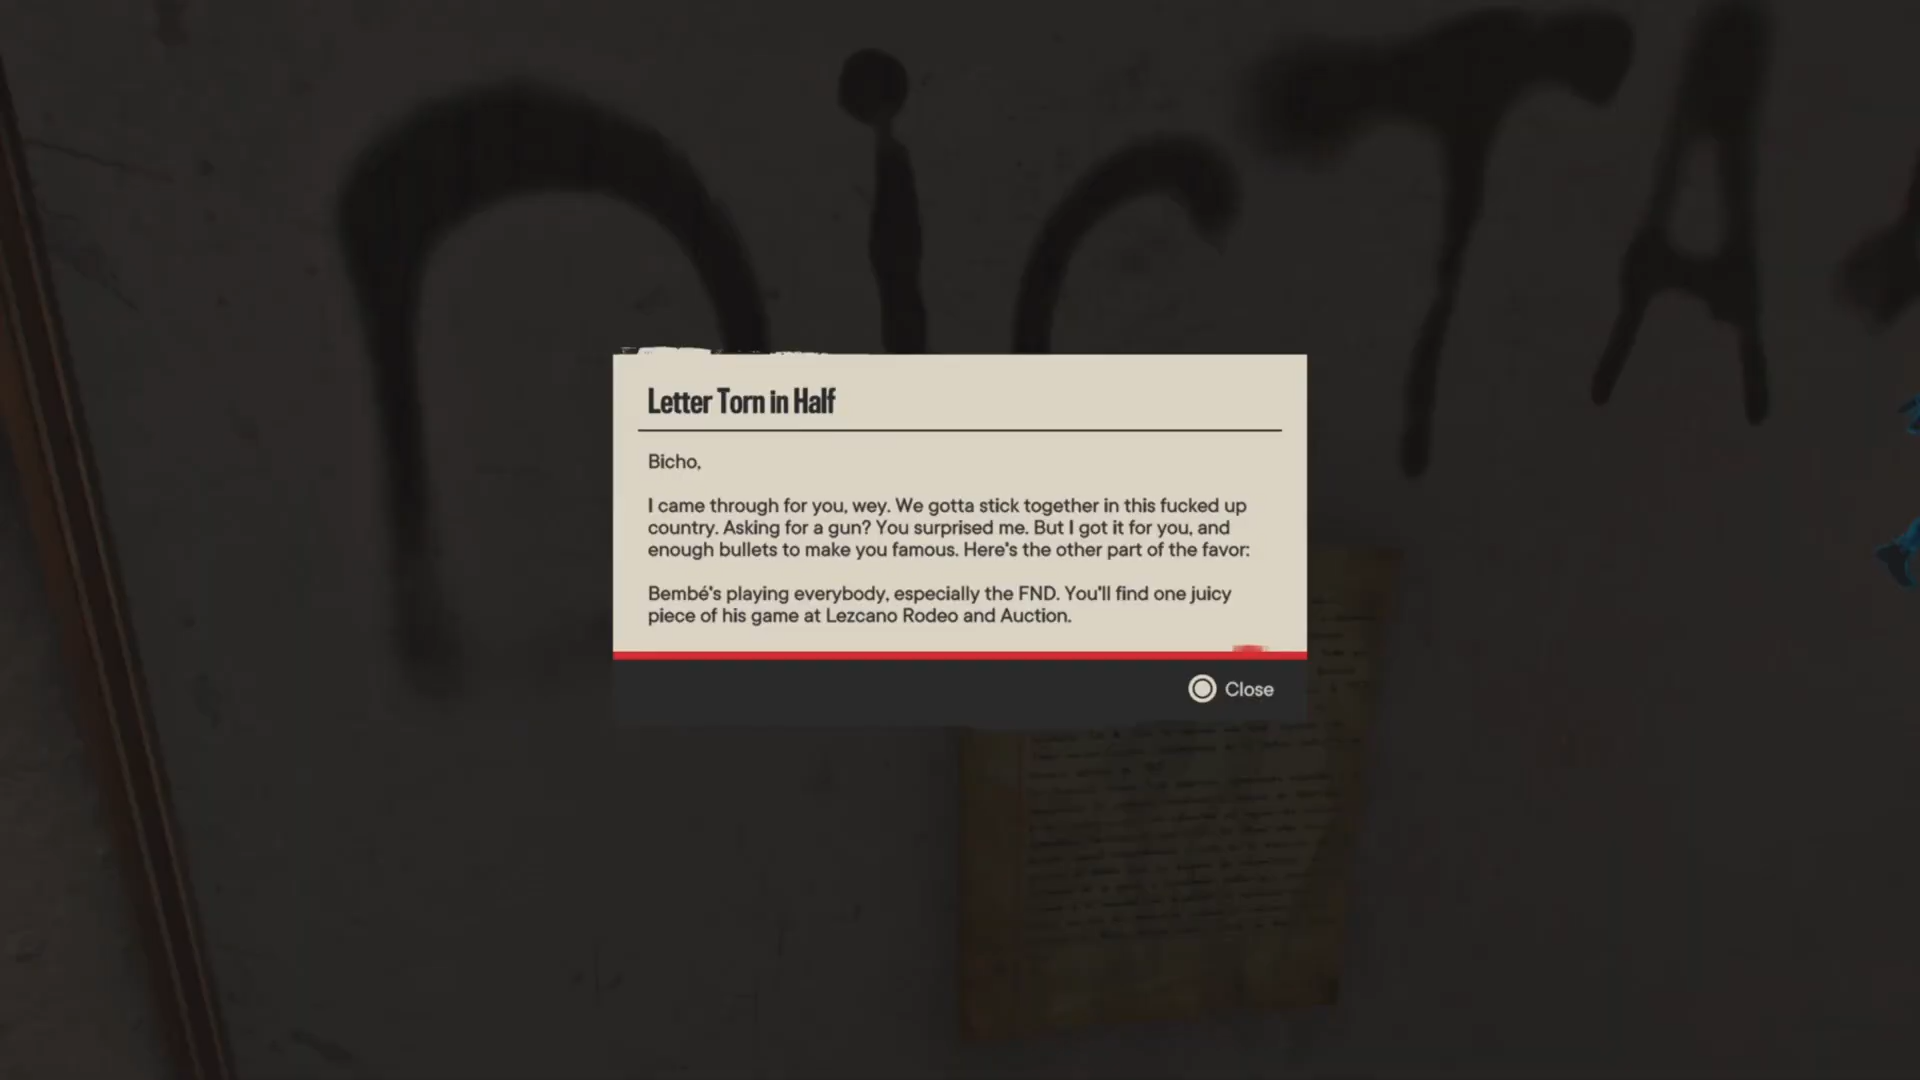 DiCTA
Letter Torn in Half
Bicho,
I came through for you, wey. We gotta stick together in this fucked up
country. Asking for a gun? You surprised me. But I got it for you, and
enough bullets to make you famous. Here's the other part of the favor:
Bembé's playing everybody, especially the FND. You'll find one juicy
piece of his game at Lezcano Rodeo and Auction.
Close